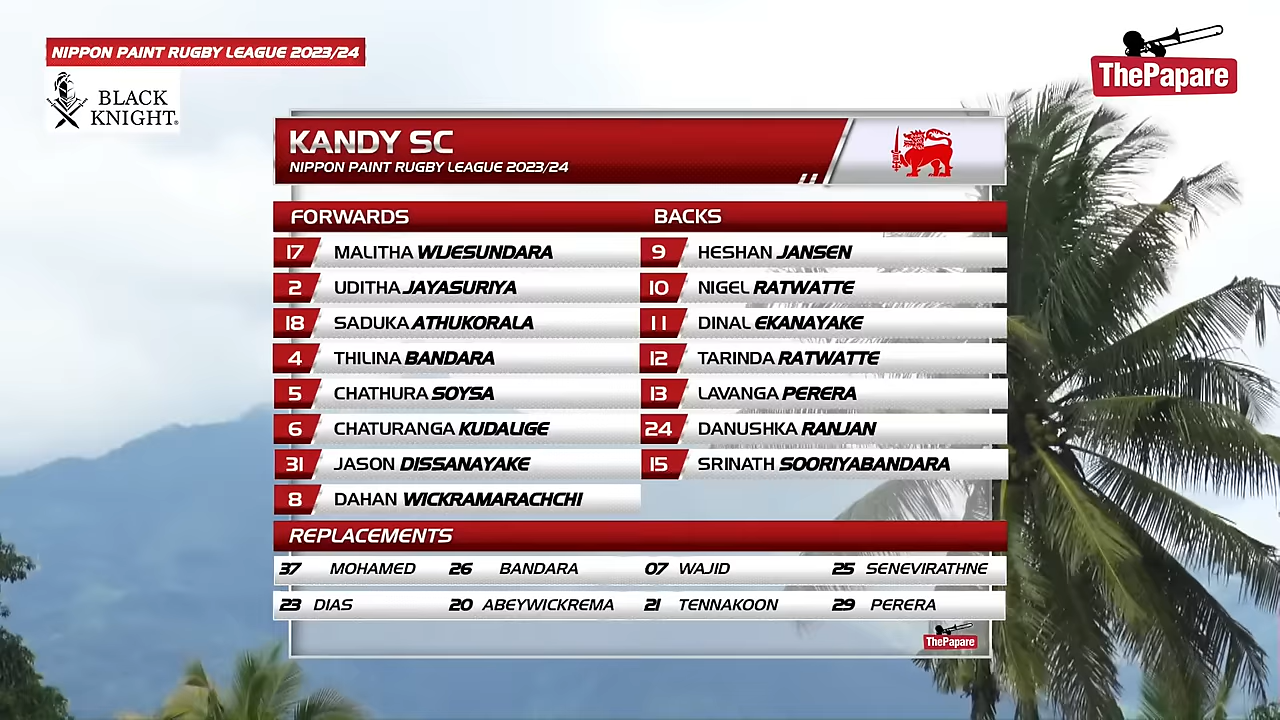 NIPPON PAINT RUGBY LEAGUE 2023/24
BLACK
KNIGHT
ThePapare
KANDY SC
NIPPON PAINT RUGBY LEAGUE 2023/24
FORWARDS
BACKS
17 MALITHA WIJESUNDARA
9 HESHAN JANSEN
2 UDITHA JAYASURIYA
10 NIGEL RATWATTE
18 SADUKA ATHUKORALA
11 DINAL EKANAYAKE
4 THILINA BANDARA
12 TARINDA RATWATTE
5 CHATHURA SOYSA
13 LAVANGA PERERA
6 CHATURANGA KUDALIGE
24 DANUSHKA RANJAN
31 JASON DISSANAYAKE
15 SRINATH SOORIYABANDARA
8 DAHAN WICKRAMARACHCHI
REPLACEMENTS
37 MOHAMED 26 BANDARA 07 WAJID 25 SENEVIRATHNE
23 DIAS 20 ABEYWICKREMA 21 TENNAKOON 29 PERERA
ThePapare